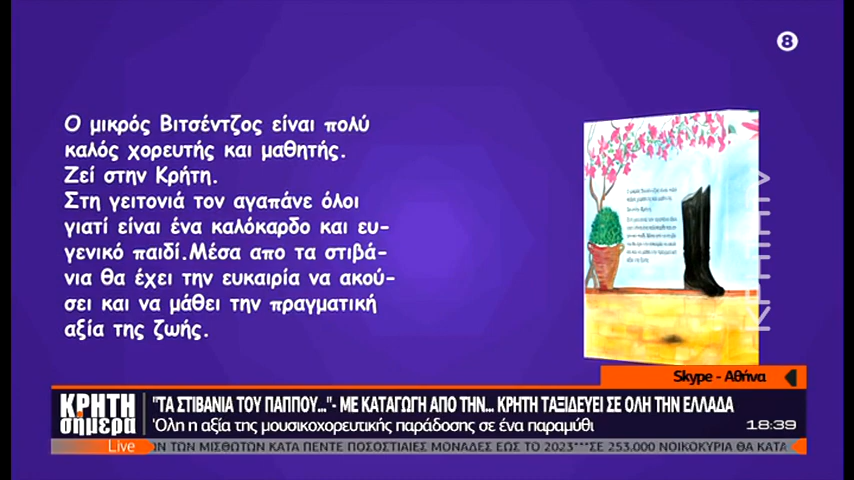 8
Ο μικρός Βιτσέντζος είναι πολύ
καλός χορευτής και μαθητής.
Ζεί στην Κρήτη.
Στη γειτονιά τον αγαπάνε όλοι
γιατί είναι ένα καλόκαρδο και ευ-
γενικό παιδί.Μέσα απο τα στιβά-
νια θα έχει την ευκαιρία να ακού-
σει και να μάθει την πραγματική
αξία της ζωής.
ΚΡΗΤΗTV
Skype - Αθήνα
ΚΡΗΤΗ
σήμερα
"ΤΑ ΣΤΙΒΑΝΙΑ ΤΟΥ ΠΑΠΠΟΥ..."- ΜΕ ΚΑΤΑΓΩΓΗ ΑΠΟ ΤΗΝ... ΚΡΗΤΗ ΤΑΞΙΔΕΥΕΙ ΣΕ ΟΛΗ ΤΗΝ ΕΛΛΑΔΑ
Όλη η αξία της μουσικοχορευτικής παράδοσης σε ένα παραμύθι
18:39
Live
ΩΝ ΤΩΝ ΜΙΣΘΩΤΩΝ ΚΑΤΑ ΠΕΝΤΕ ΠΟΣΟΣΤΙΑΙΕΣ ΜΟΝΑΔΕΣ ΕΩΣ ΤΟ 2023***ΣΕ 253.000 ΝΟΙΚΟΚΥΡΙΑ ΘΑ ΚΑΤΑ